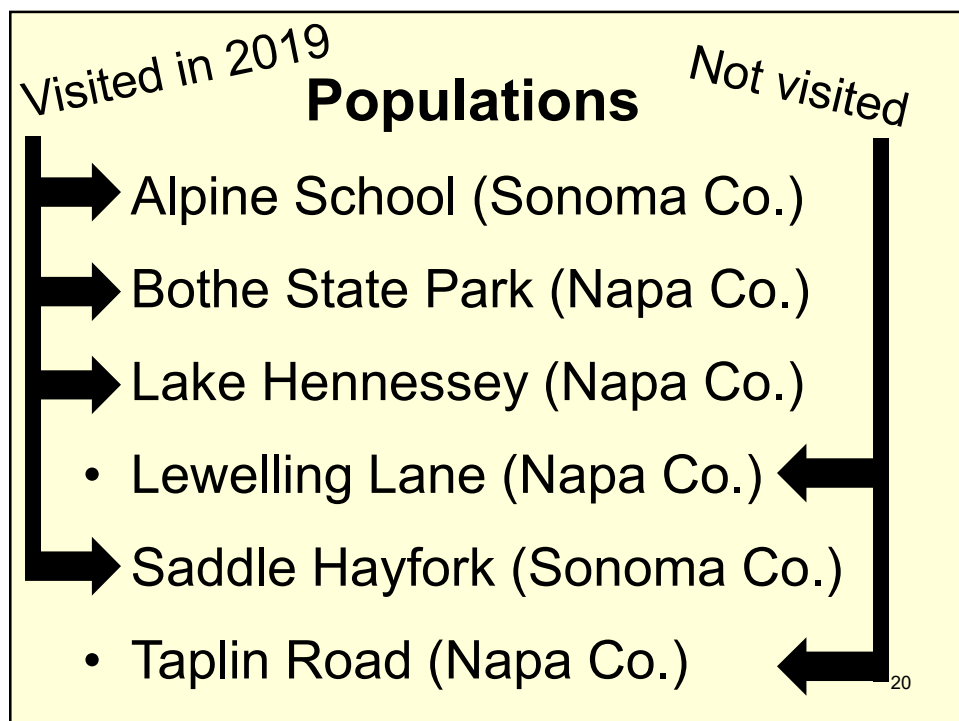 Visited in 2019
Not visited
Populations
Alpine School (Sonoma Co.)
Bothe State Park (Napa Co.)
Lake Hennessey (Napa Co.)
• Lewelling Lane (Napa Co.)
Saddle Hayfork (Sonoma Co.)
• Taplin Road (Napa Co.)
20